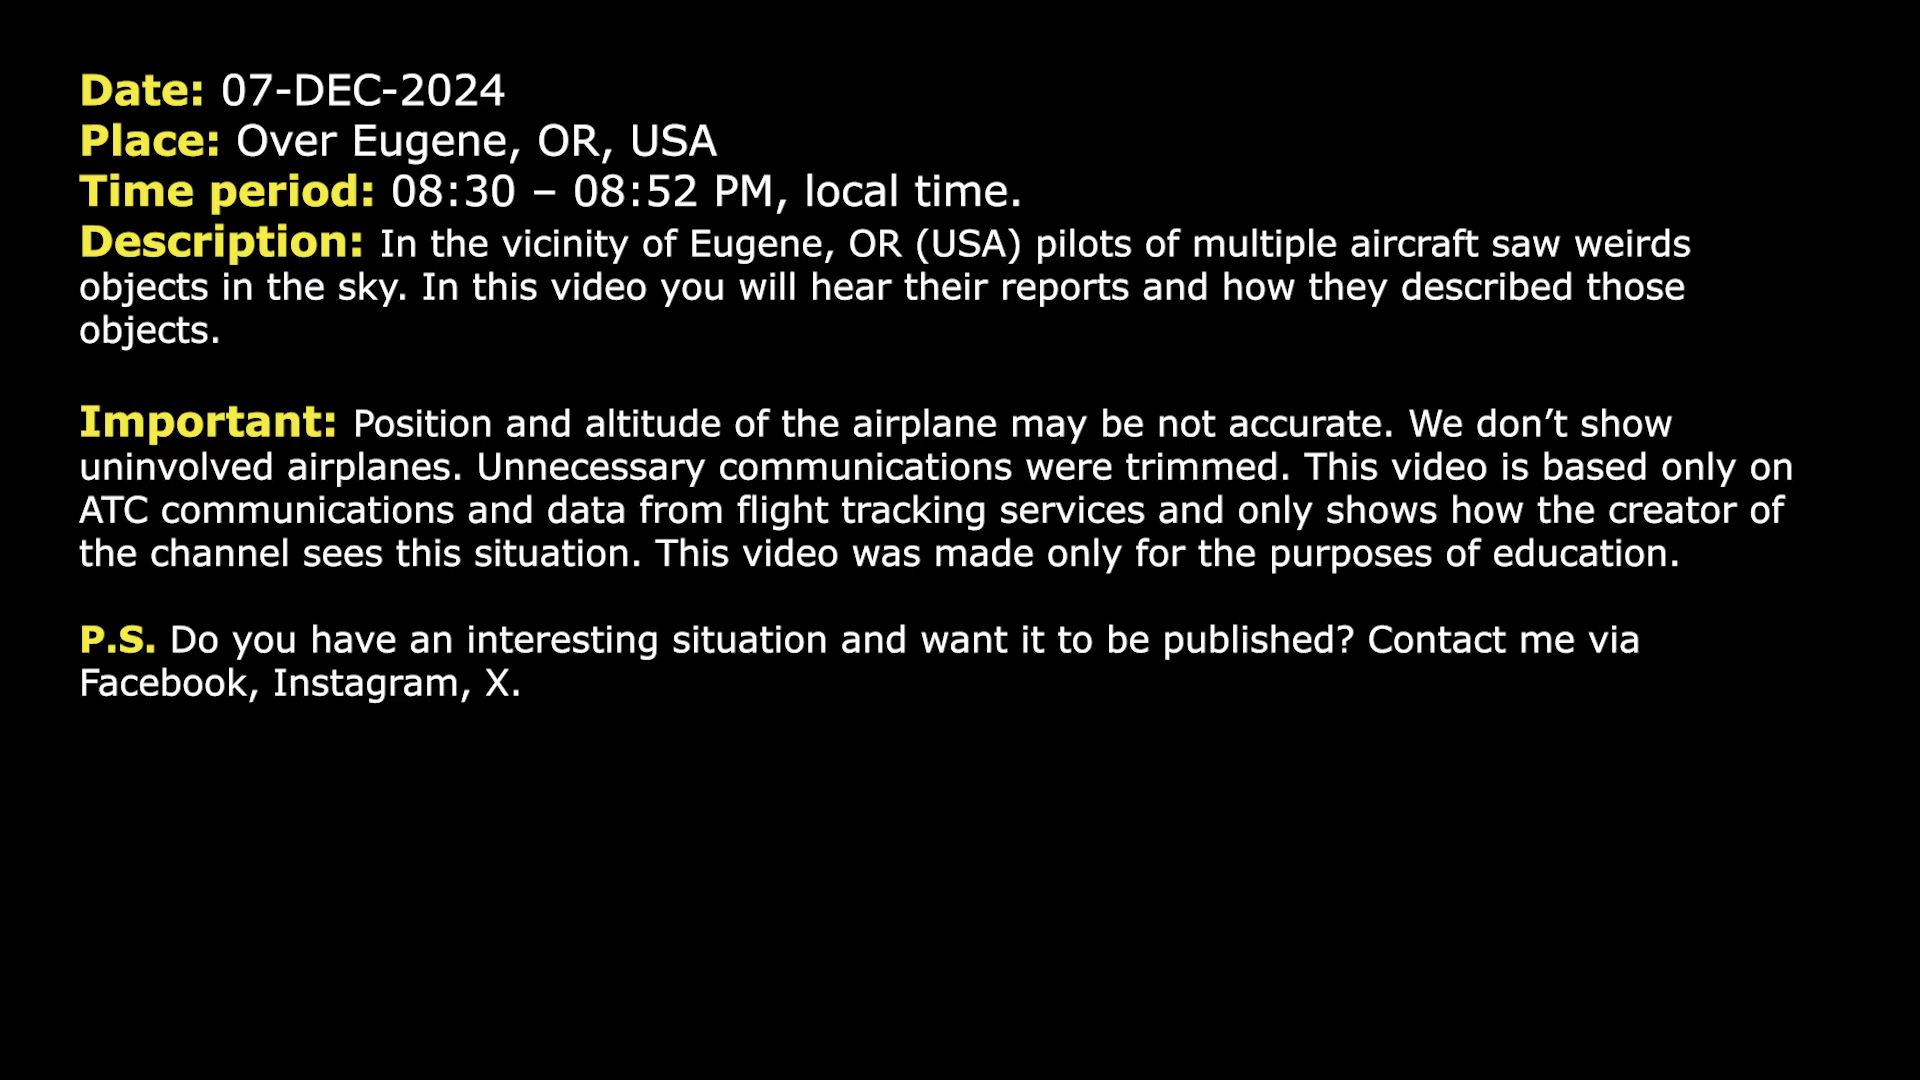 Date: 07-DEC-2024
Place: Over Eugene, OR, USA
Time period: 08:30 – 08:52 PM, local time.
Description: In the vicinity of Eugene, OR (USA) pilots of multiple aircraft saw weirds
objects in the sky. In this video you will hear their reports and how they described those
objects.
Important: Position and altitude of the airplane may be not accurate. We don’t show
uninvolved airplanes. Unnecessary communications were trimmed. This video is based only on
ATC communications and data from flight tracking services and only shows how the creator of
the channel sees this situation. This video was made only for the purposes of education.
P.S. Do you have an interesting situation and want it to be published? Contact me via
Facebook, Instagram, X.